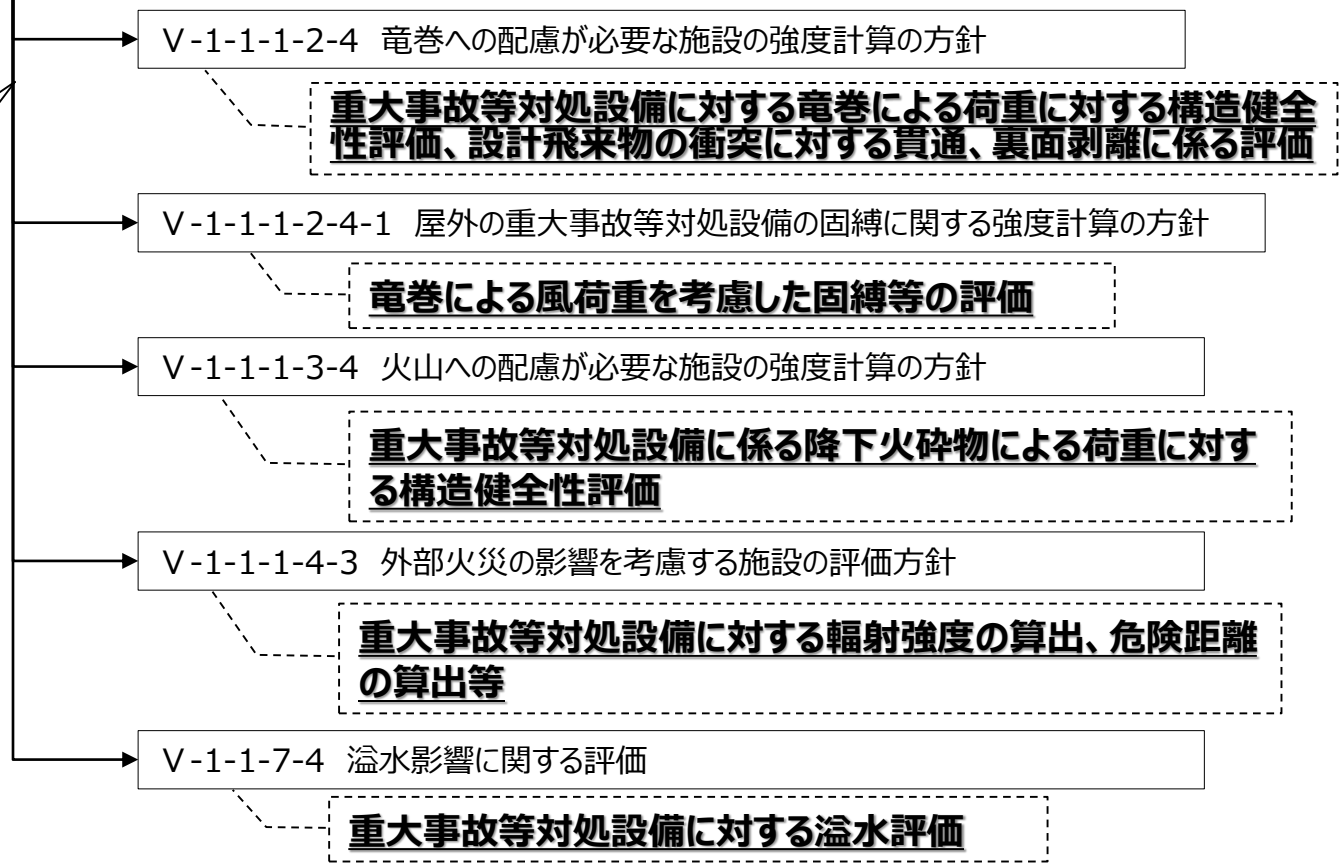 Ⅴ-1-1-1-2-4 竜巻への配慮が必要な施設の強度計算の方針
重大事故等対処設備に対する竜巻による荷重に対する構造健全
性評価、設計飛来物の衝突に対する貫通、裏面剥離に係る評価
Ⅴ-1-1-1-2-4-1 屋外の重大事故等対処設備の固縛に関する強度計算の方針
竜巻による風荷重を考慮した固縛等の評価
Ⅴ-1-1-1-3-4 火山への配慮が必要な施設の強度計算の方針
重大事故等対処設備に係る降下火砕物による荷重に対す
る構造健全性評価
Ⅴ-1-1-1-4-3 外部火災の影響を考慮する施設の評価方針
重大事故等対処設備に対する輻射強度の算出、危険距離
の算出等
Ⅴ-1-1-7-4 溢水影響に関する評価
重大事故等対処設備に対する溢水評価